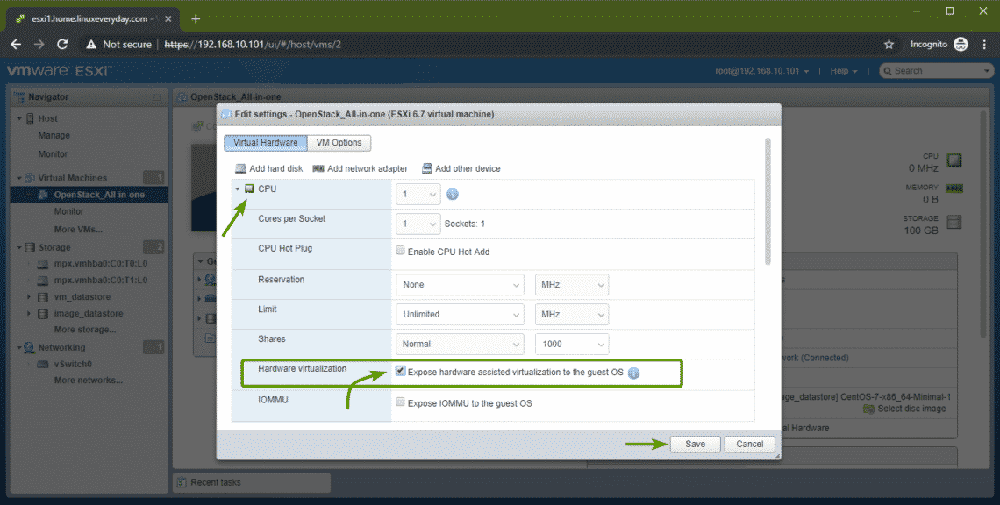 esxi1.home.linuxeveryday.com -
Not secure https://192.168.10.101/ui/#/host/vms/2 Incognito
vmware ESXi™ root@192.168.10.101 Help Search
Navigator
OpenStack_All-in-one
Host
Manage
Monitor
Virtual Machines 1
OpenStack_All-in-one
Monitor
More VMs...
Storage 2
mpx.vmhba0:C0:T0:L0
mpx.vmhba0:C0:T1:L0
vm_datastore
image_datastore
More storage...
Networking 1
vSwitch0
More networks...
Edit settings - OpenStack_All-in-one (ESXi 6.7 virtual machine)
Virtual Hardware VM Options
Add hard disk Add network adapter Add other device
CPU 1
Cores per Socket 1 Sockets: 1
CPU Hot Plug Enable CPU Hot Add
Reservation None MHz
Limit Unlimited MHz
Shares Normal 1000
Hardware virtualization Expose hardware assisted virtualization to the guest OS
IOMMU Expose IOMMU to the guest OS
Save Cancel
CPU
0 MHz
MEMORY
0 B
STORAGE
100 GB
Ge
ork (Connected)
age_datastore] CentOS-7-x86_64-Minimal-1
Select disc image
al Hardware
Recent tasks